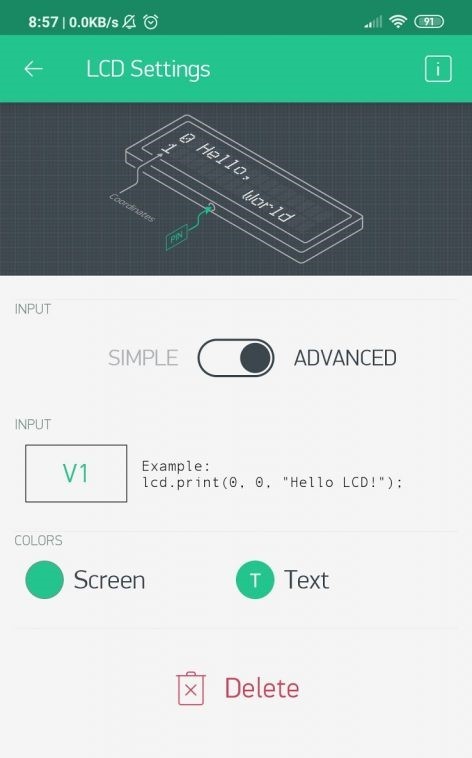 8:57 | 0.0KB/s
91
LCD Settings
i
0 Hello,
1
World
Coordinates
PIN
INPUT
SIMPLE
ADVANCED
INPUT
V1
Example:
lcd.print(0, 0, "Hello LCD!");
COLORS
Screen
T
Text
Delete